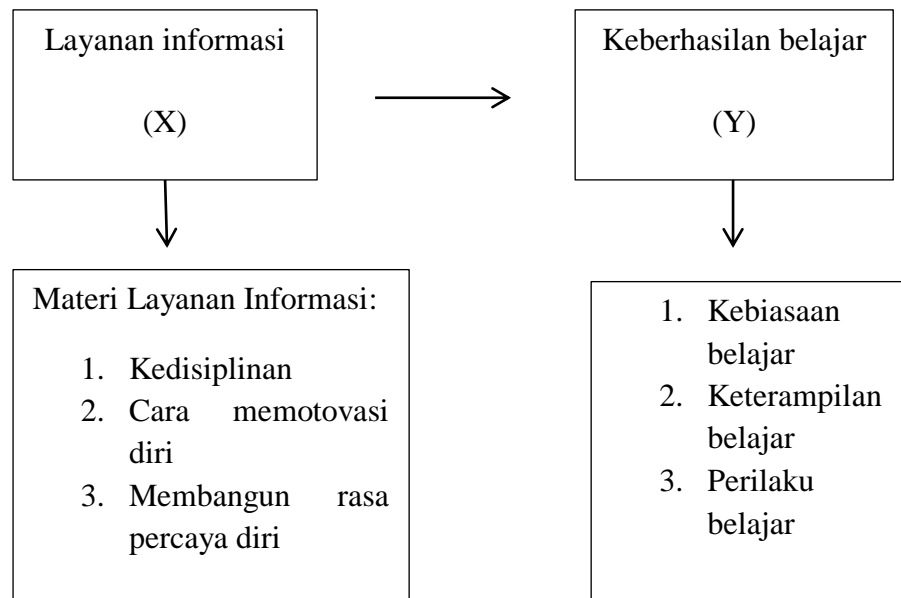 Layanan informasi
(X)
Keberhasilan belajar
(Y)
Materi Layanan Informasi:
1. Kedisiplinan
2. Cara memotovasi
diri
3. Membangun rasa
percaya diri
1. Kebiasaan
belajar
2. Keterampilan
belajar
3. Perilaku
belajar